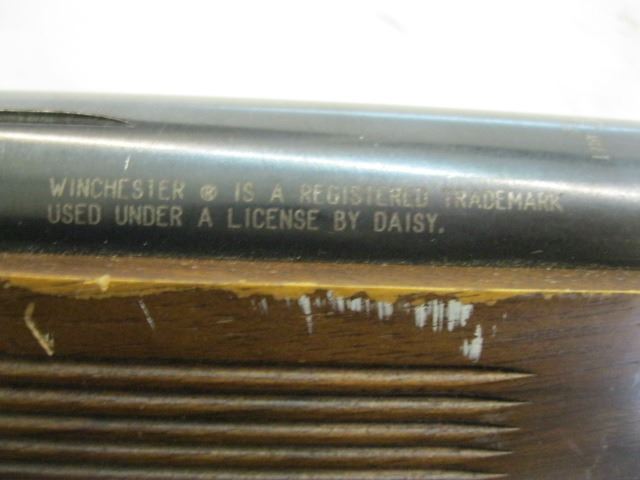 WINCHESTER ® IS A REGISTERED TRADEMARK
USED UNDER A LICENSE BY DAISY.